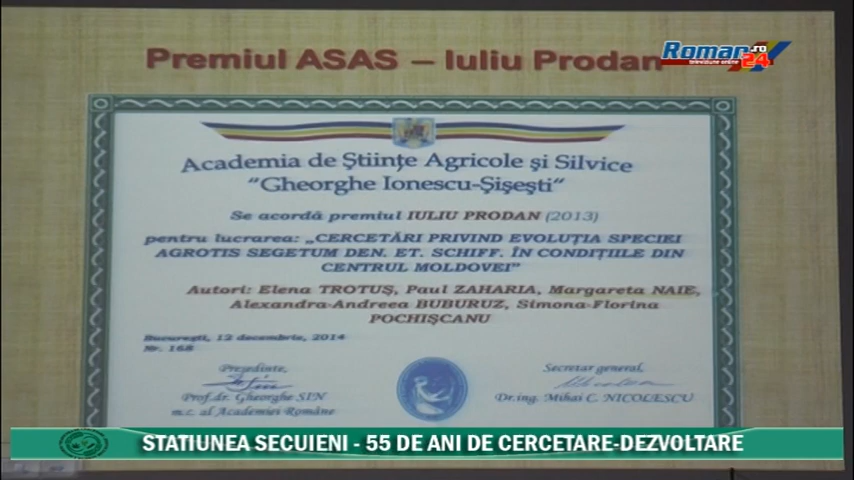 Premiul ASAS – Iuliu Prodan
Roman .ro
televiziune online 24
Academia de Ştiinţe Agricole şi Silvice
"Gheorghe Ionescu-Şişeşti"
Se acordă premiul IULIU PRODAN (2013)
pentru lucrarea: „CERCETĂRI PRIVIND EVOLUŢIA SPECIEI
AGROTIS SEGETUM DEN. ET. SCHIFF. ÎN CONDIŢIILE DIN
CENTRUL MOLDOVEI"
Autori: Elena TROTUŞ, Paul ZAHARIA, Margareta NAIE,
Alexandra-Andreea BUBURUZ, Simona-Florina
POCHIŞCANU
Bucureşti, 12 decembrie, 2014
Nr. 168
Preşedinte,
Prof.dr. Gheorghe SIN
m.c. al Academiei Române
Secretar general,
Dr.ing. Mihai C. NICOLESCU
STATIUNEA SECUIENI - 55 DE ANI DE CERCETARE-DEZVOLTARE